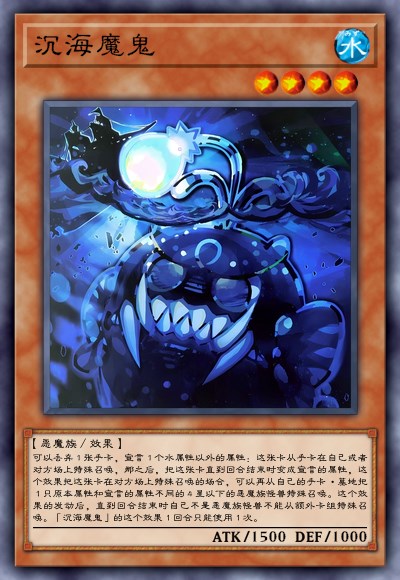 沉海魔鬼
水
【恶魔族/效果】
可以丢弃1张手卡，宣言1个水属性以外的属性；这张卡从手卡在自己或者
对方场上特殊召唤，那之后，把这张卡直到回合结束时变成宣言的属性，这
个效果把这张卡在对方场上特殊召唤的场合，可以再从自己的手卡·墓地把
1只原本属性和宣言的属性不同的4星以下的恶魔族怪兽特殊召唤。这个效
果的发动后，直到回合结束时自己不是恶魔族怪兽不能从额外卡组特殊召
唤。「沉海魔鬼」的这个效果1回合只能使用1次。
ATK/1500 DEF/1000